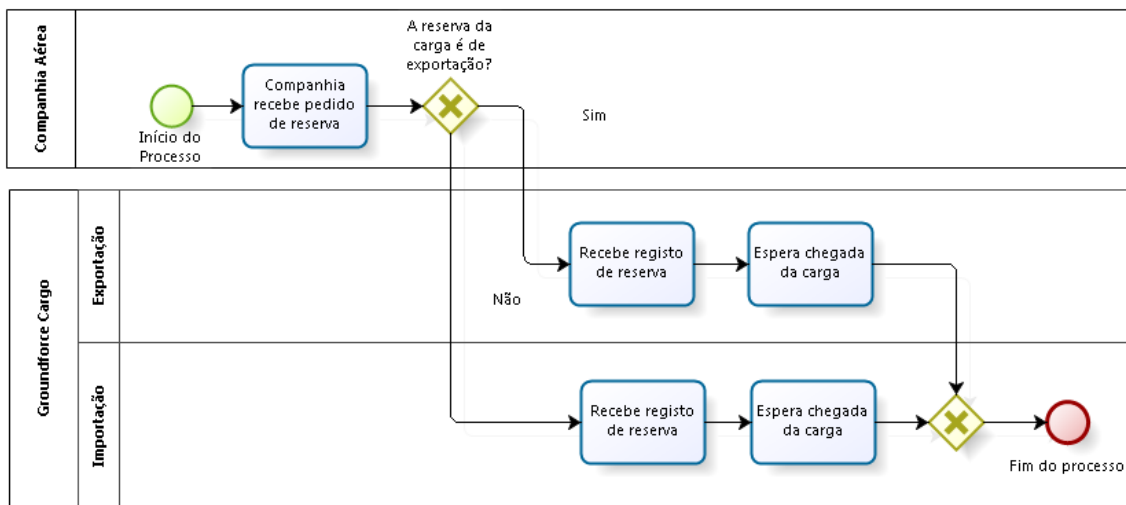 Companhia Aérea
Início do
Processo
Companhia
recebe pedido
de reserva
A reserva da
carga é de
exportação?
Sim
Groundforce Cargo
Exportação
Não
Recebe registo
de reserva
Espera chegada
da carga
Importação
Recebe registo
de reserva
Espera chegada
da carga
Fim do processo